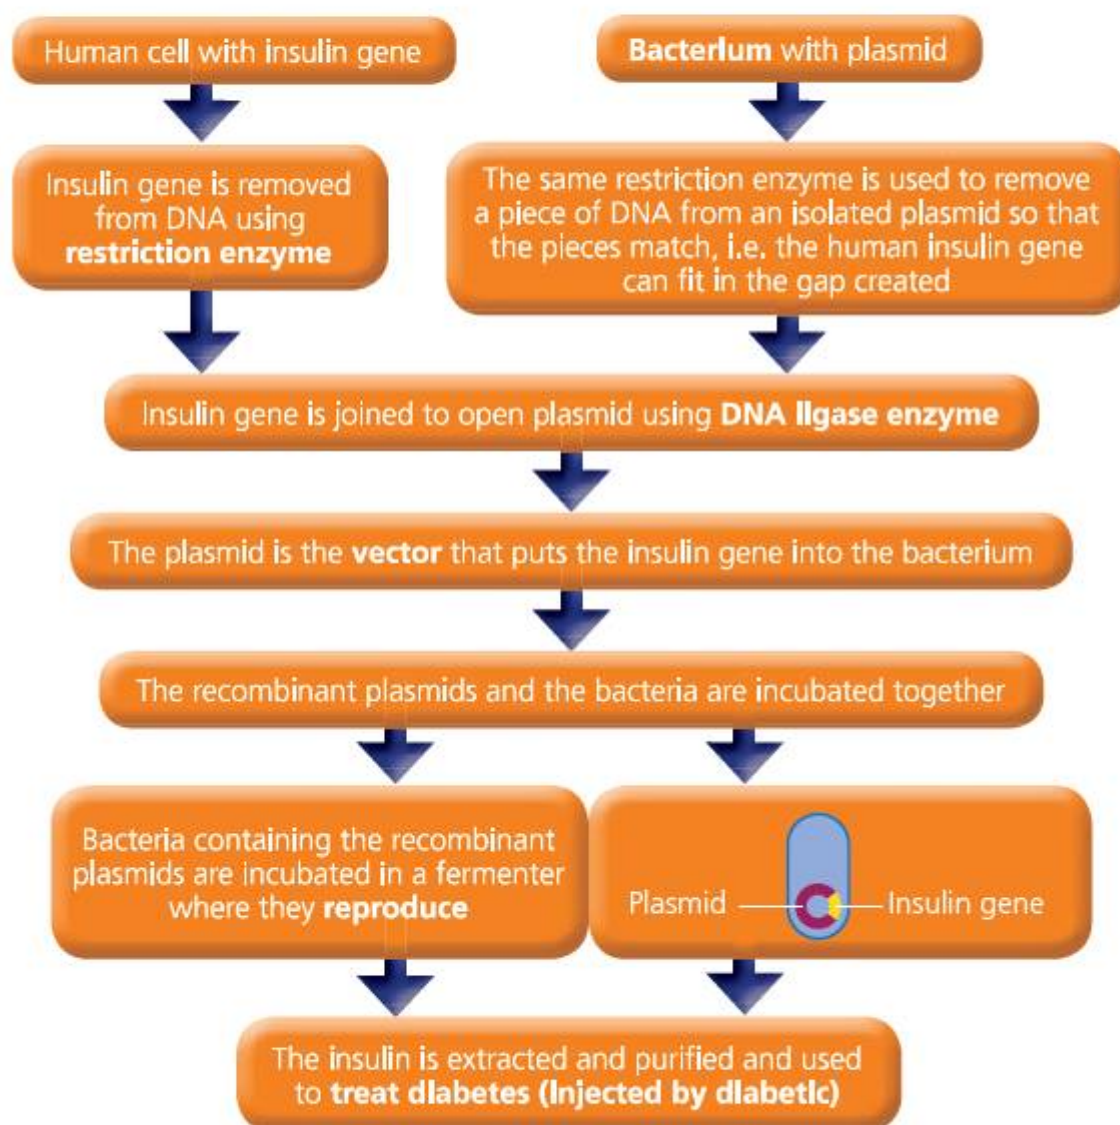 Human cell with insulin gene
Bacterium with plasmid
Insulin gene is removed
from DNA using
restriction enzyme
The same restriction enzyme is used to remove
a piece of DNA from an isolated plasmid so that
the pieces match, i.e. the human insulin gene
can fit in the gap created
Insulin gene is joined to open plasmid using DNA ligase enzyme
The plasmid is the vector that puts the insulin gene into the bacterium
The recombinant plasmids and the bacteria are incubated together
Bacteria containing the recombinant
plasmids are incubated in a fermenter
where they reproduce
Plasmid
Insulin gene
The insulin is extracted and purified and used
to treat diabetes (injected by diabetic)